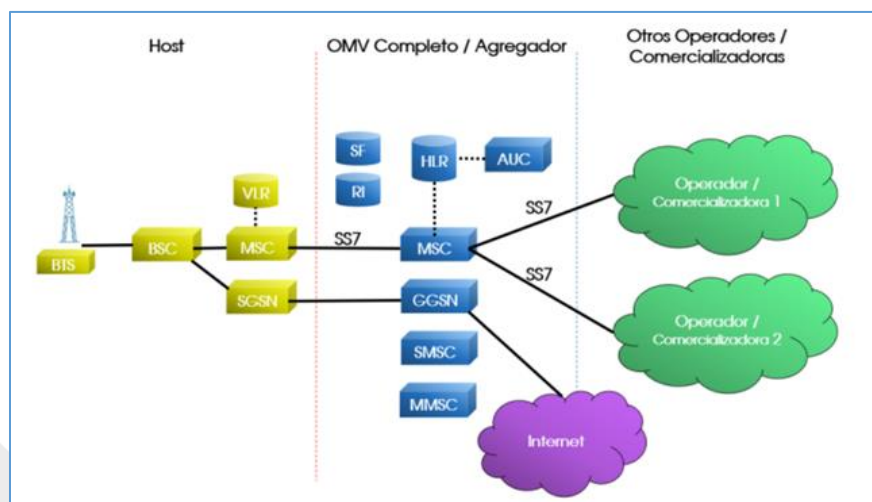 Host
OMV Completo / Agregador
Otros Operadores /
Comercializadoras
SF
RI
HLR
AUC
VLR
BTS
BSC
MSC
SS7
MSC
SS7
SS7
SGSN
GGSN
SMSC
MMSC
Operador /
Comercializadora 1
Operador /
Comercializadora 2
Internet